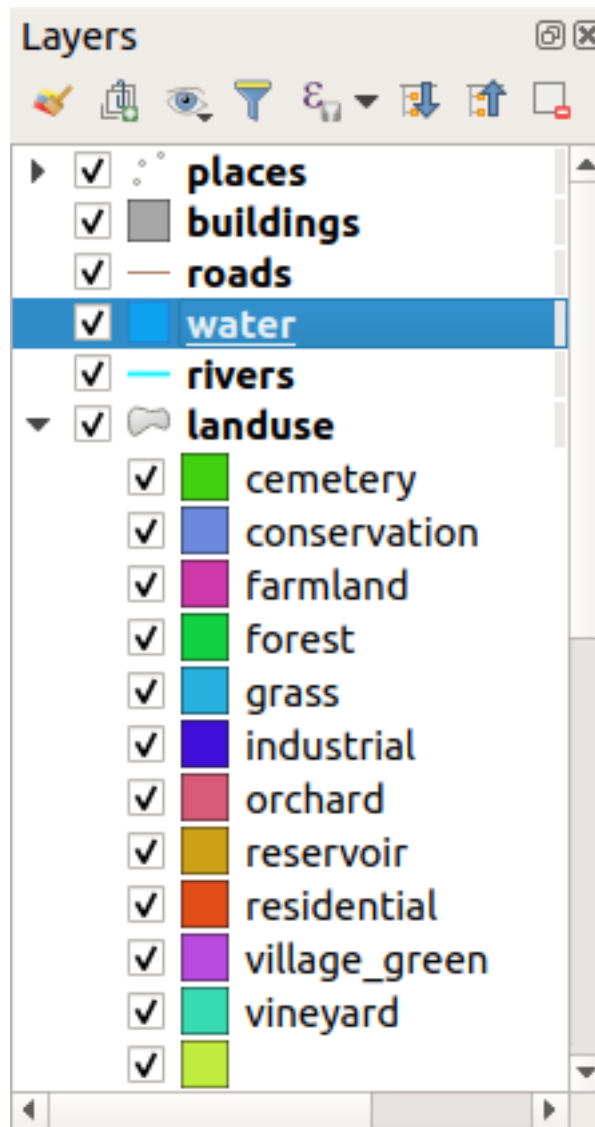 Layers
places
buildings
roads
water
rivers
landuse
cemetery
conservation
farmland
forest
grass
industrial
orchard
reservoir
residential
village_green
vineyard